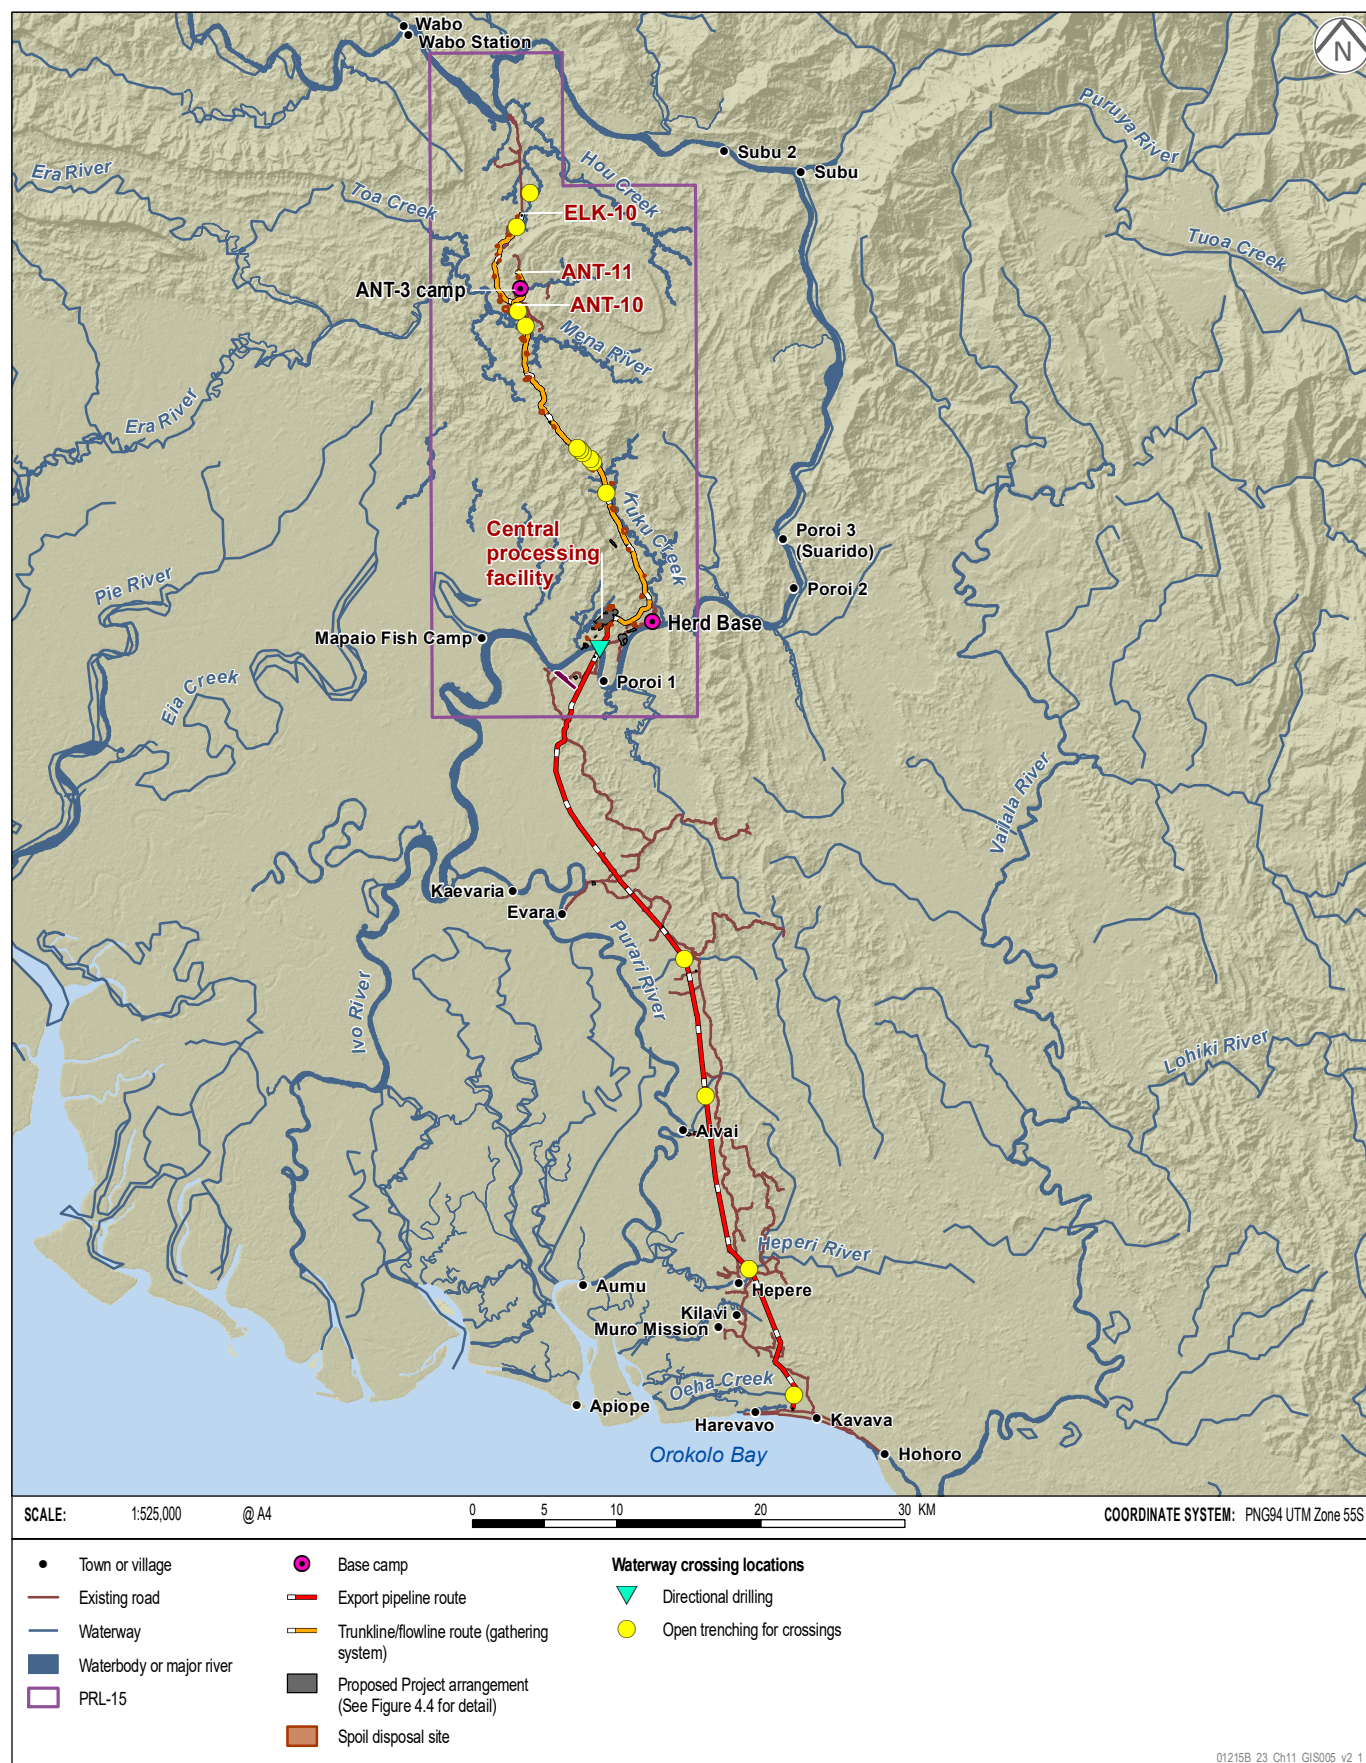 Wabo
Wabo Station
N
Puruya River
Subu 2
Subu
Era River
Toa Creek
Hou Creek
ELK-10
Tuoa Creek
ANT-11
ANT-3 camp
ANT-10
Mena River
Era River
Kuku Creek
Central
processing
facility
Poroi 3
(Suarido)
Poroi 2
Pie River
Herd Base
Mapaio Fish Camp
Poroi 1
Eia Creek
Vailala River
Kaevaria
Evara
Purari River
Ivo River
Lohiki River
Aivai
Heperi River
Aumu
Hepere
Kilavi
Muro Mission
Oeha Creek
Apiope
Harevavo
Kavava
Orokolo Bay
Hohoro
SCALE: 1:525,000 @ A4
0 5 10 20 30 KM
COORDINATE SYSTEM: PNG94 UTM Zone 55S
Town or village
Existing road
Waterway
Waterbody or major river
PRL-15
Base camp
Export pipeline route
Trunkline/flowline route (gathering
system)
Proposed Project arrangement
(See Figure 4.4 for detail)
Spoil disposal site
Waterway crossing locations
Directional drilling
Open trenching for crossings
01215B_23_Ch11_GIS005_v2_1